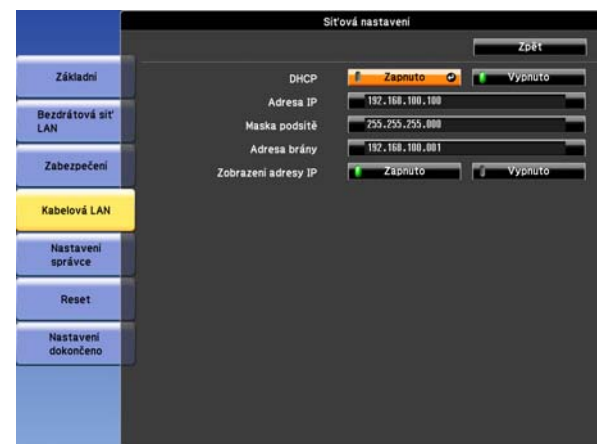 Síťová nastavení
Zpět
Základní
Bezdrátová síť
LAN
Zabezpečení
Kabelová LAN
Nastavení
správce
Reset
Nastavení
dokončeno
DHCP Zapnuto Vypnuto
Adresa IP 192.168.100.100
Maska podsítě 255.255.255.000
Adresa brány 192.168.100.001
Zobrazení adresy IP Zapnuto Vypnuto